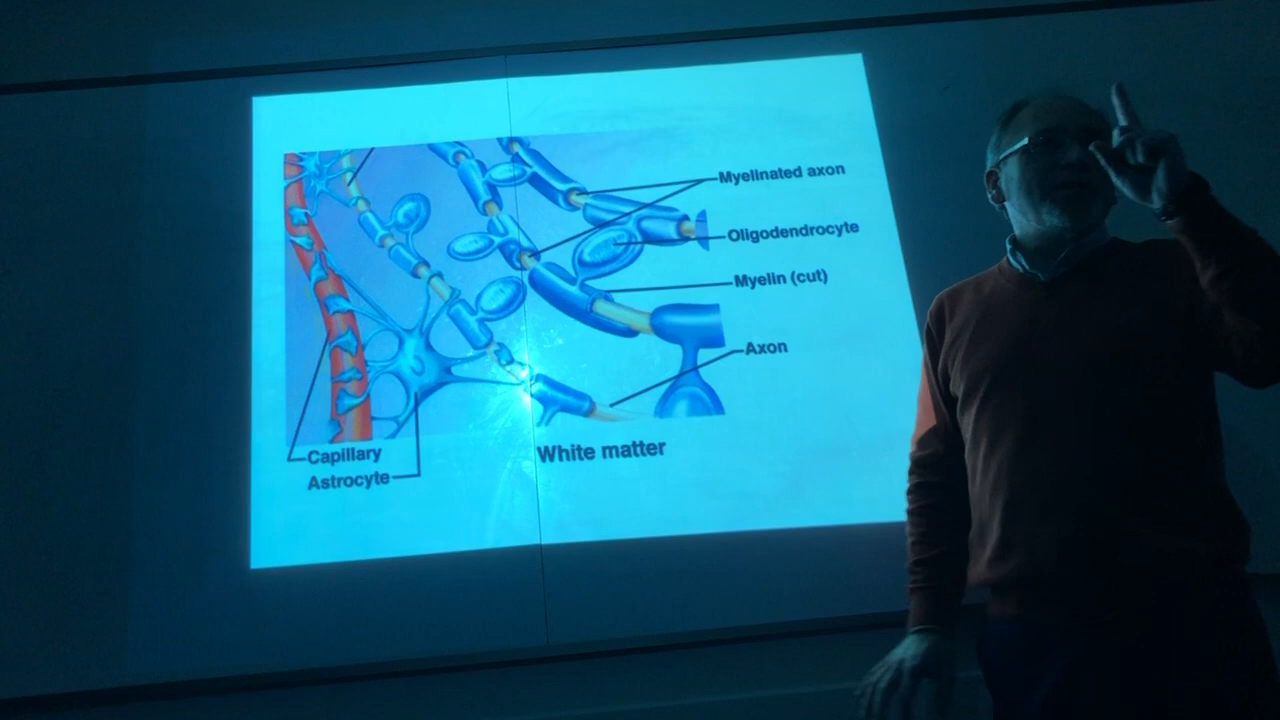 Myelinated axon
Oligodendrocyte
Myelin (cut)
Axon
Capillary
Astrocyte
White matter